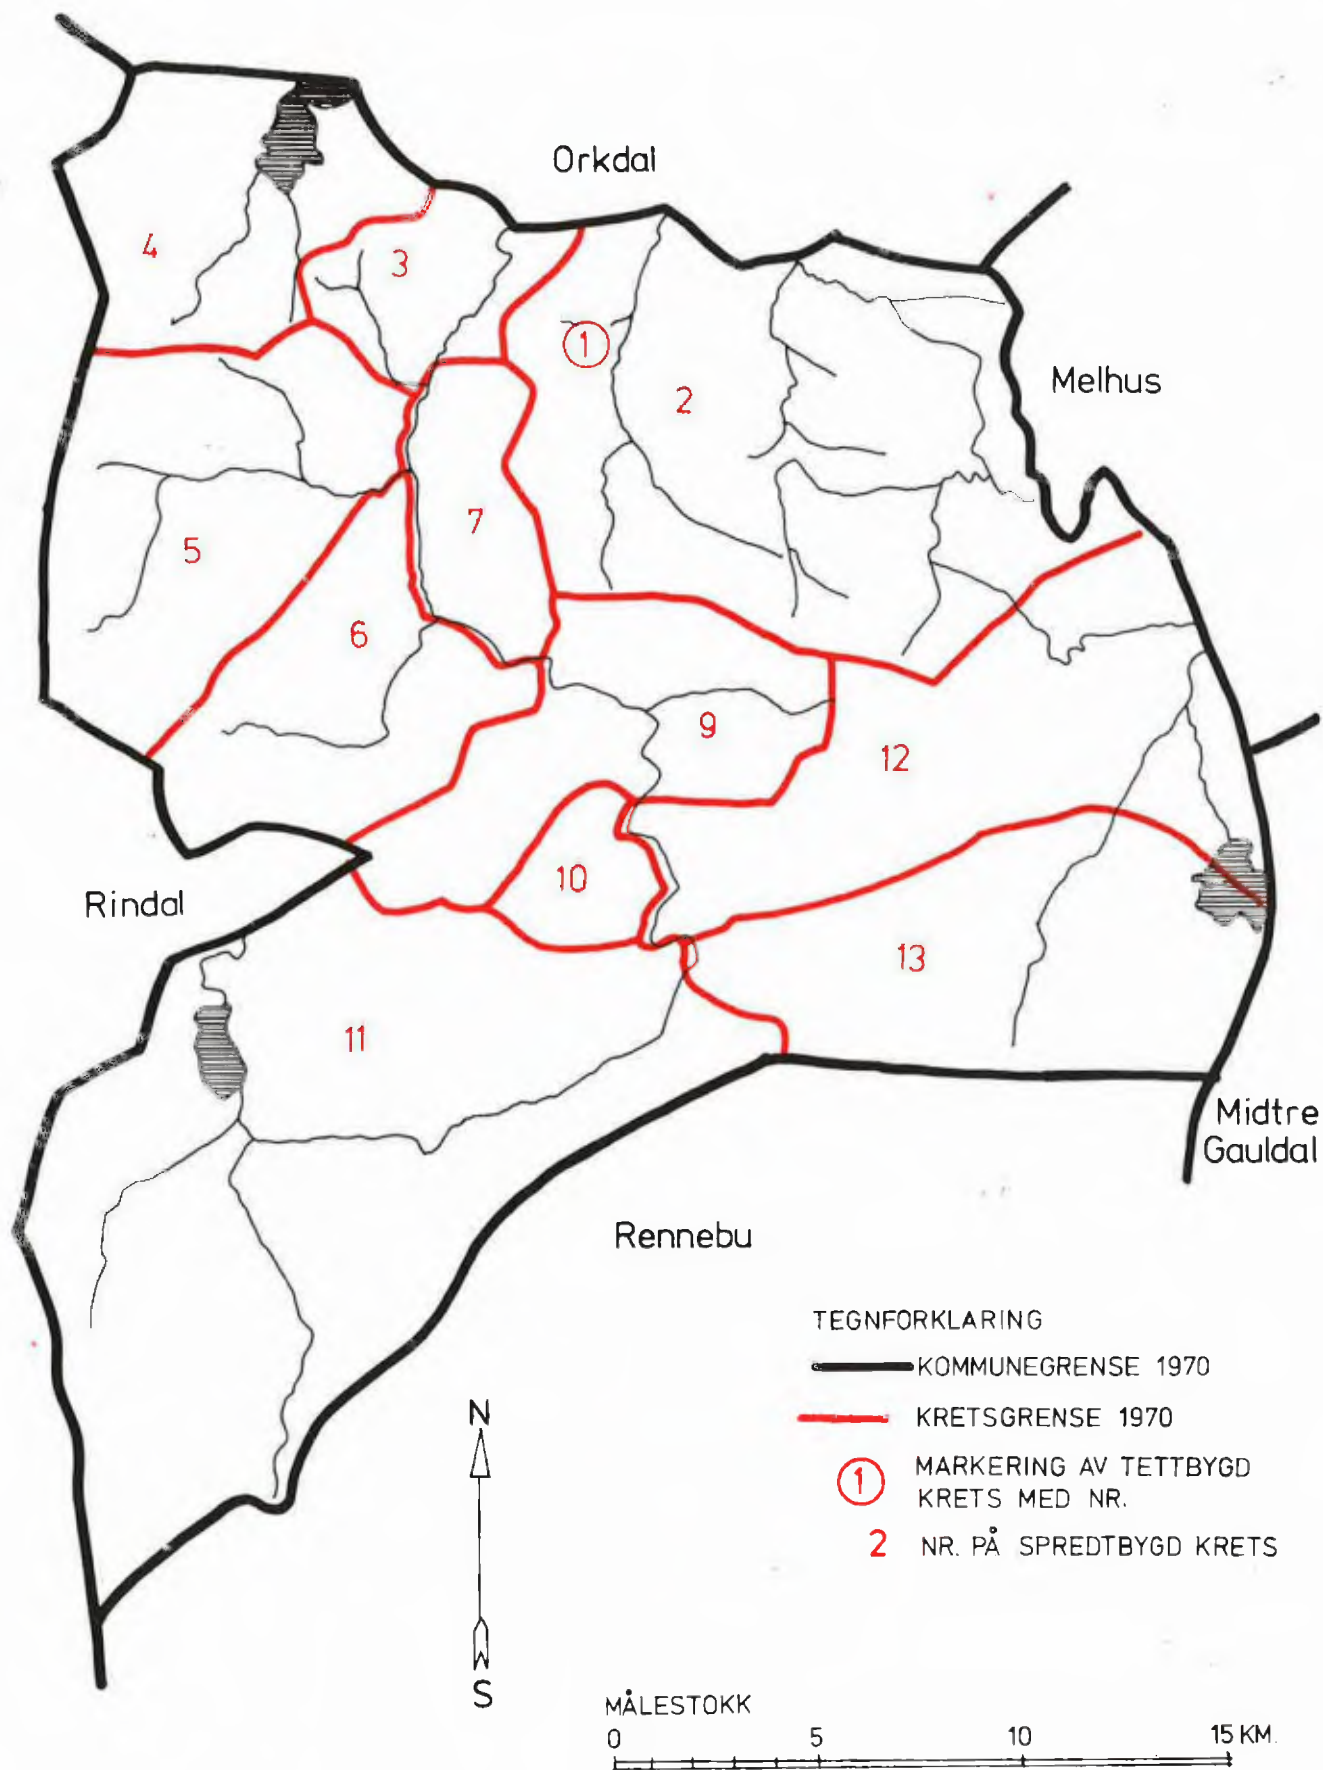 Orkdal
4
3
1
2
Melhus
7
5
6
9
12
10
Rindal
13
11
Midtre
Gauldal
Rennebu
TEGNFORKLARING
KOMMUNEGRENSE 1970
KRETSGRENSE 1970
1 MARKERING AV TETTBYGD
KRETS MED NR.
2 NR. PÅ SPREDTBYGD KRETS
N
S
MÅLESTOKK
0 5 10 15 KM.